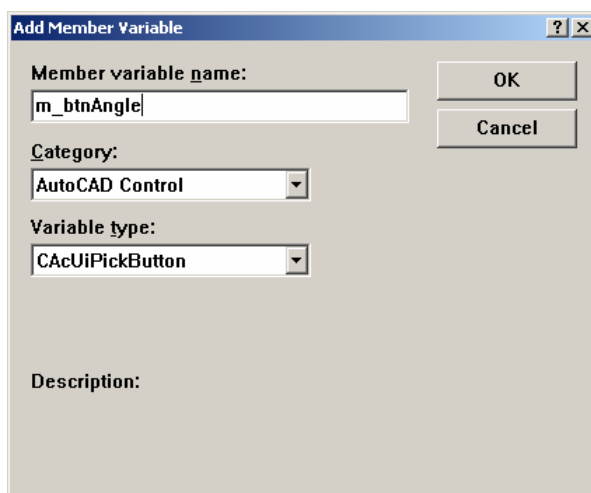 Add Member Variable
Member variable name:
m_btnAngle
OK
Cancel
Category:
AutoCAD Control
Variable type:
CAcUiPickButton
Description: